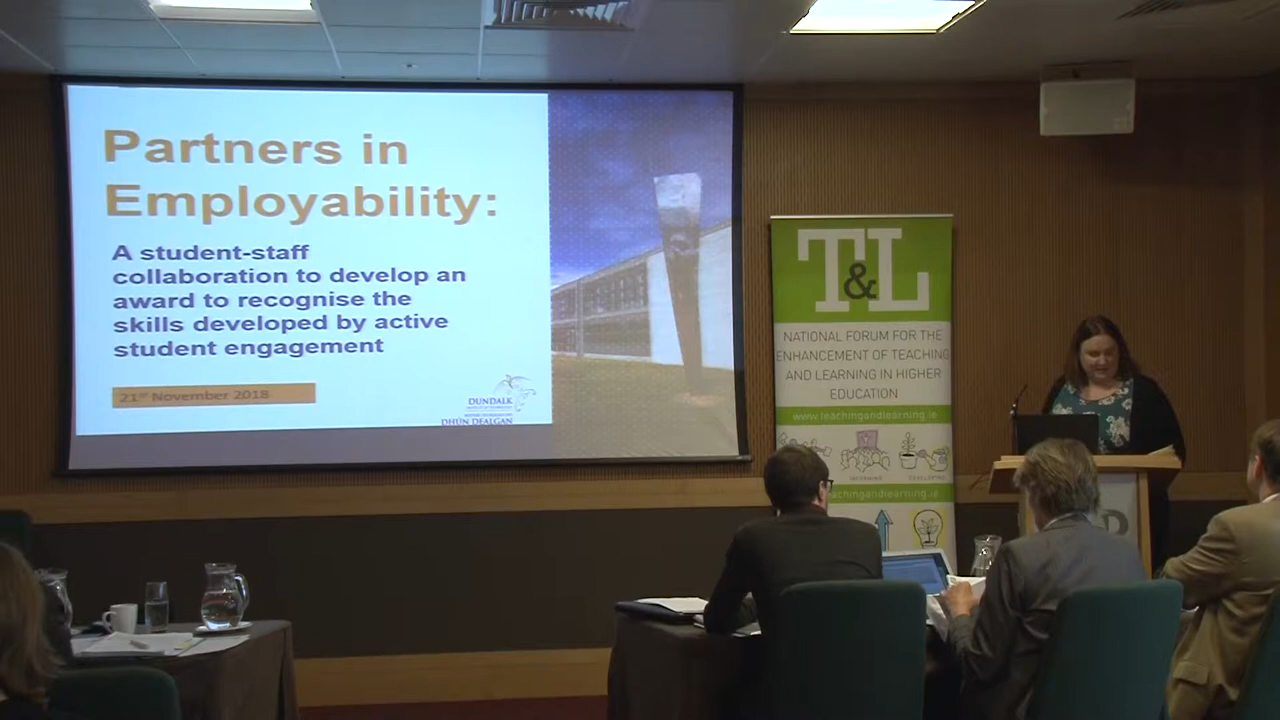 Partners in
Employability:
A student-staff
collaboration to develop an
award to recognise the
skills developed by active
student engagement
21st November 2018
DUNDALK
DHÚN DEALGAN
T&L
NATIONAL FORUM FOR THE
ENHANCEMENT OF TEACHING
AND LEARNING IN HIGHER
EDUCATION
www.teachingandlearning.ie
eachingandlearning.ie